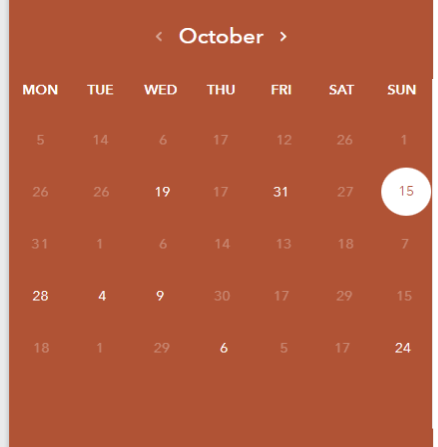 ‹ October ›
MON TUE WED THU FRI SAT SUN
5 14 6 17 12 26 1
26 26 19 17 31 27 15
31 1 6 14 13 18 7
28 4 9 30 17 29 15
18 1 29 6 5 17 24